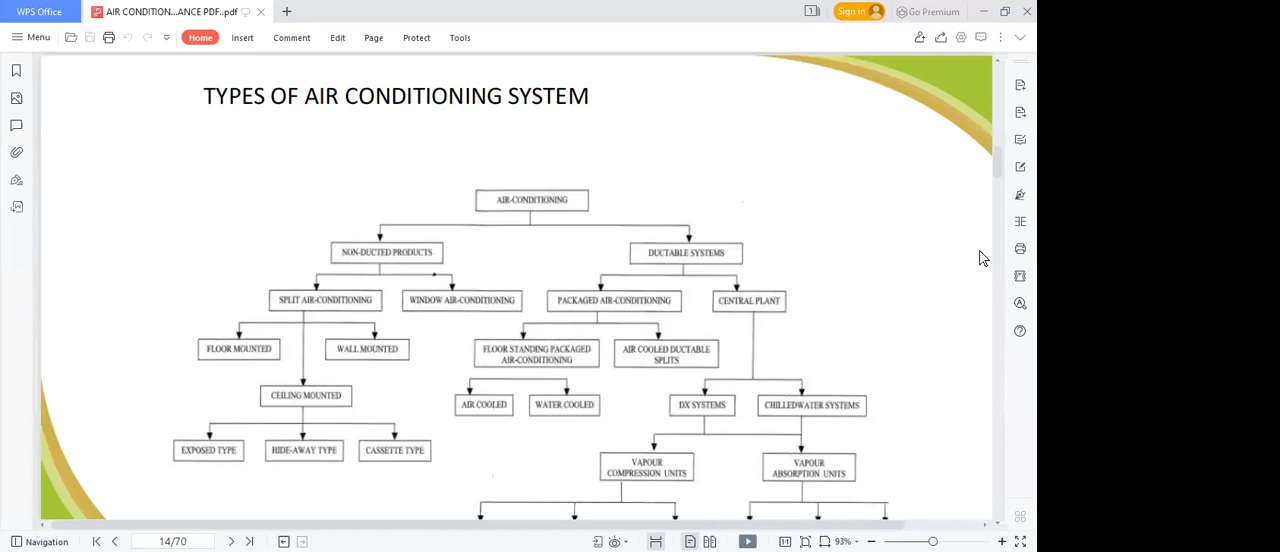 WPS Office
AIR CONDITION...ANCE PDF..pdf
1
Sign in
Go Premium
Menu
Home
Insert
Comment
Edit
Page
Protect
Tools
TYPES OF AIR CONDITIONING SYSTEM
AIR-CONDITIONING
NON-DUCTED PRODUCTS
DUCTABLE SYSTEMS
SPLIT AIR-CONDITIONING
WINDOW AIR-CONDITIONING
PACKAGED AIR-CONDITIONING
CENTRAL PLANT
FLOOR MOUNTED
WALL MOUNTED
FLOOR STANDING PACKAGED
AIR-CONDITIONING
AIR COOLED DUCTABLE
SPLITS
CEILING MOUNTED
AIR COOLED
WATER COOLED
DX SYSTEMS
CHILLEDWATER SYSTEMS
EXPOSED TYPE
HIDE-AWAY TYPE
CASSETTE TYPE
VAPOUR
COMPRESSION UNITS
VAPOUR
ABSORPTION UNITS
Navigation
14/70
93%